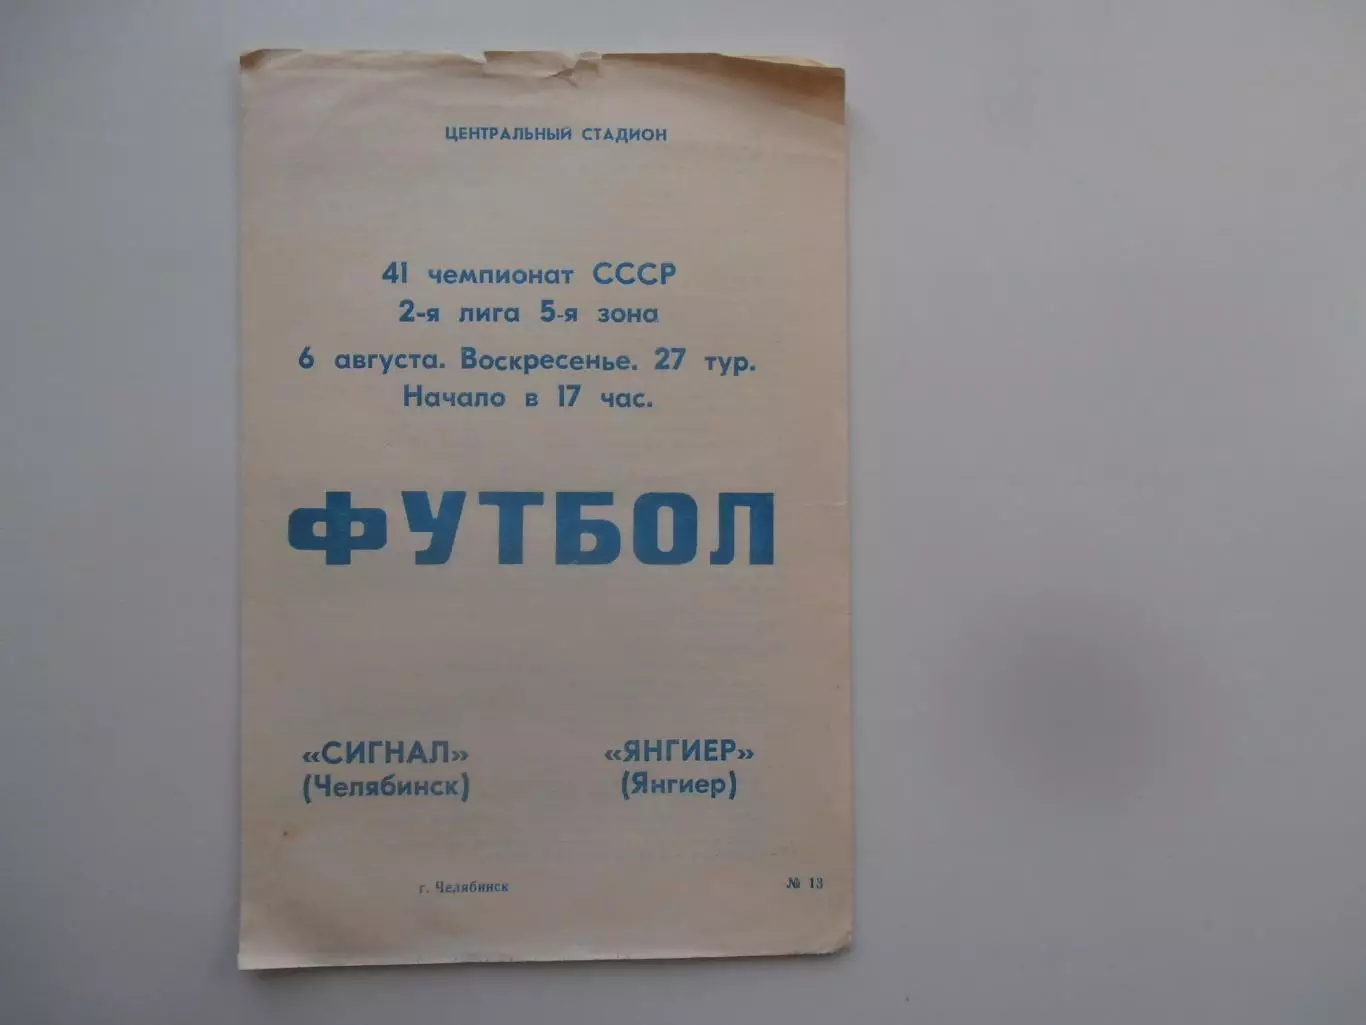 ЦЕНТРАЛЬНЫЙ СТАДИОН
41 чемпионат СССР
2-я лига 5-я зона
6 августа. Воскресенье. 27 тур.
Начало в 17 час.
ФУТБОЛ
«СИГНАЛ» «ЯНГИЕР»
(Челябинск) (Янгиер)
г. Челябинск № 13